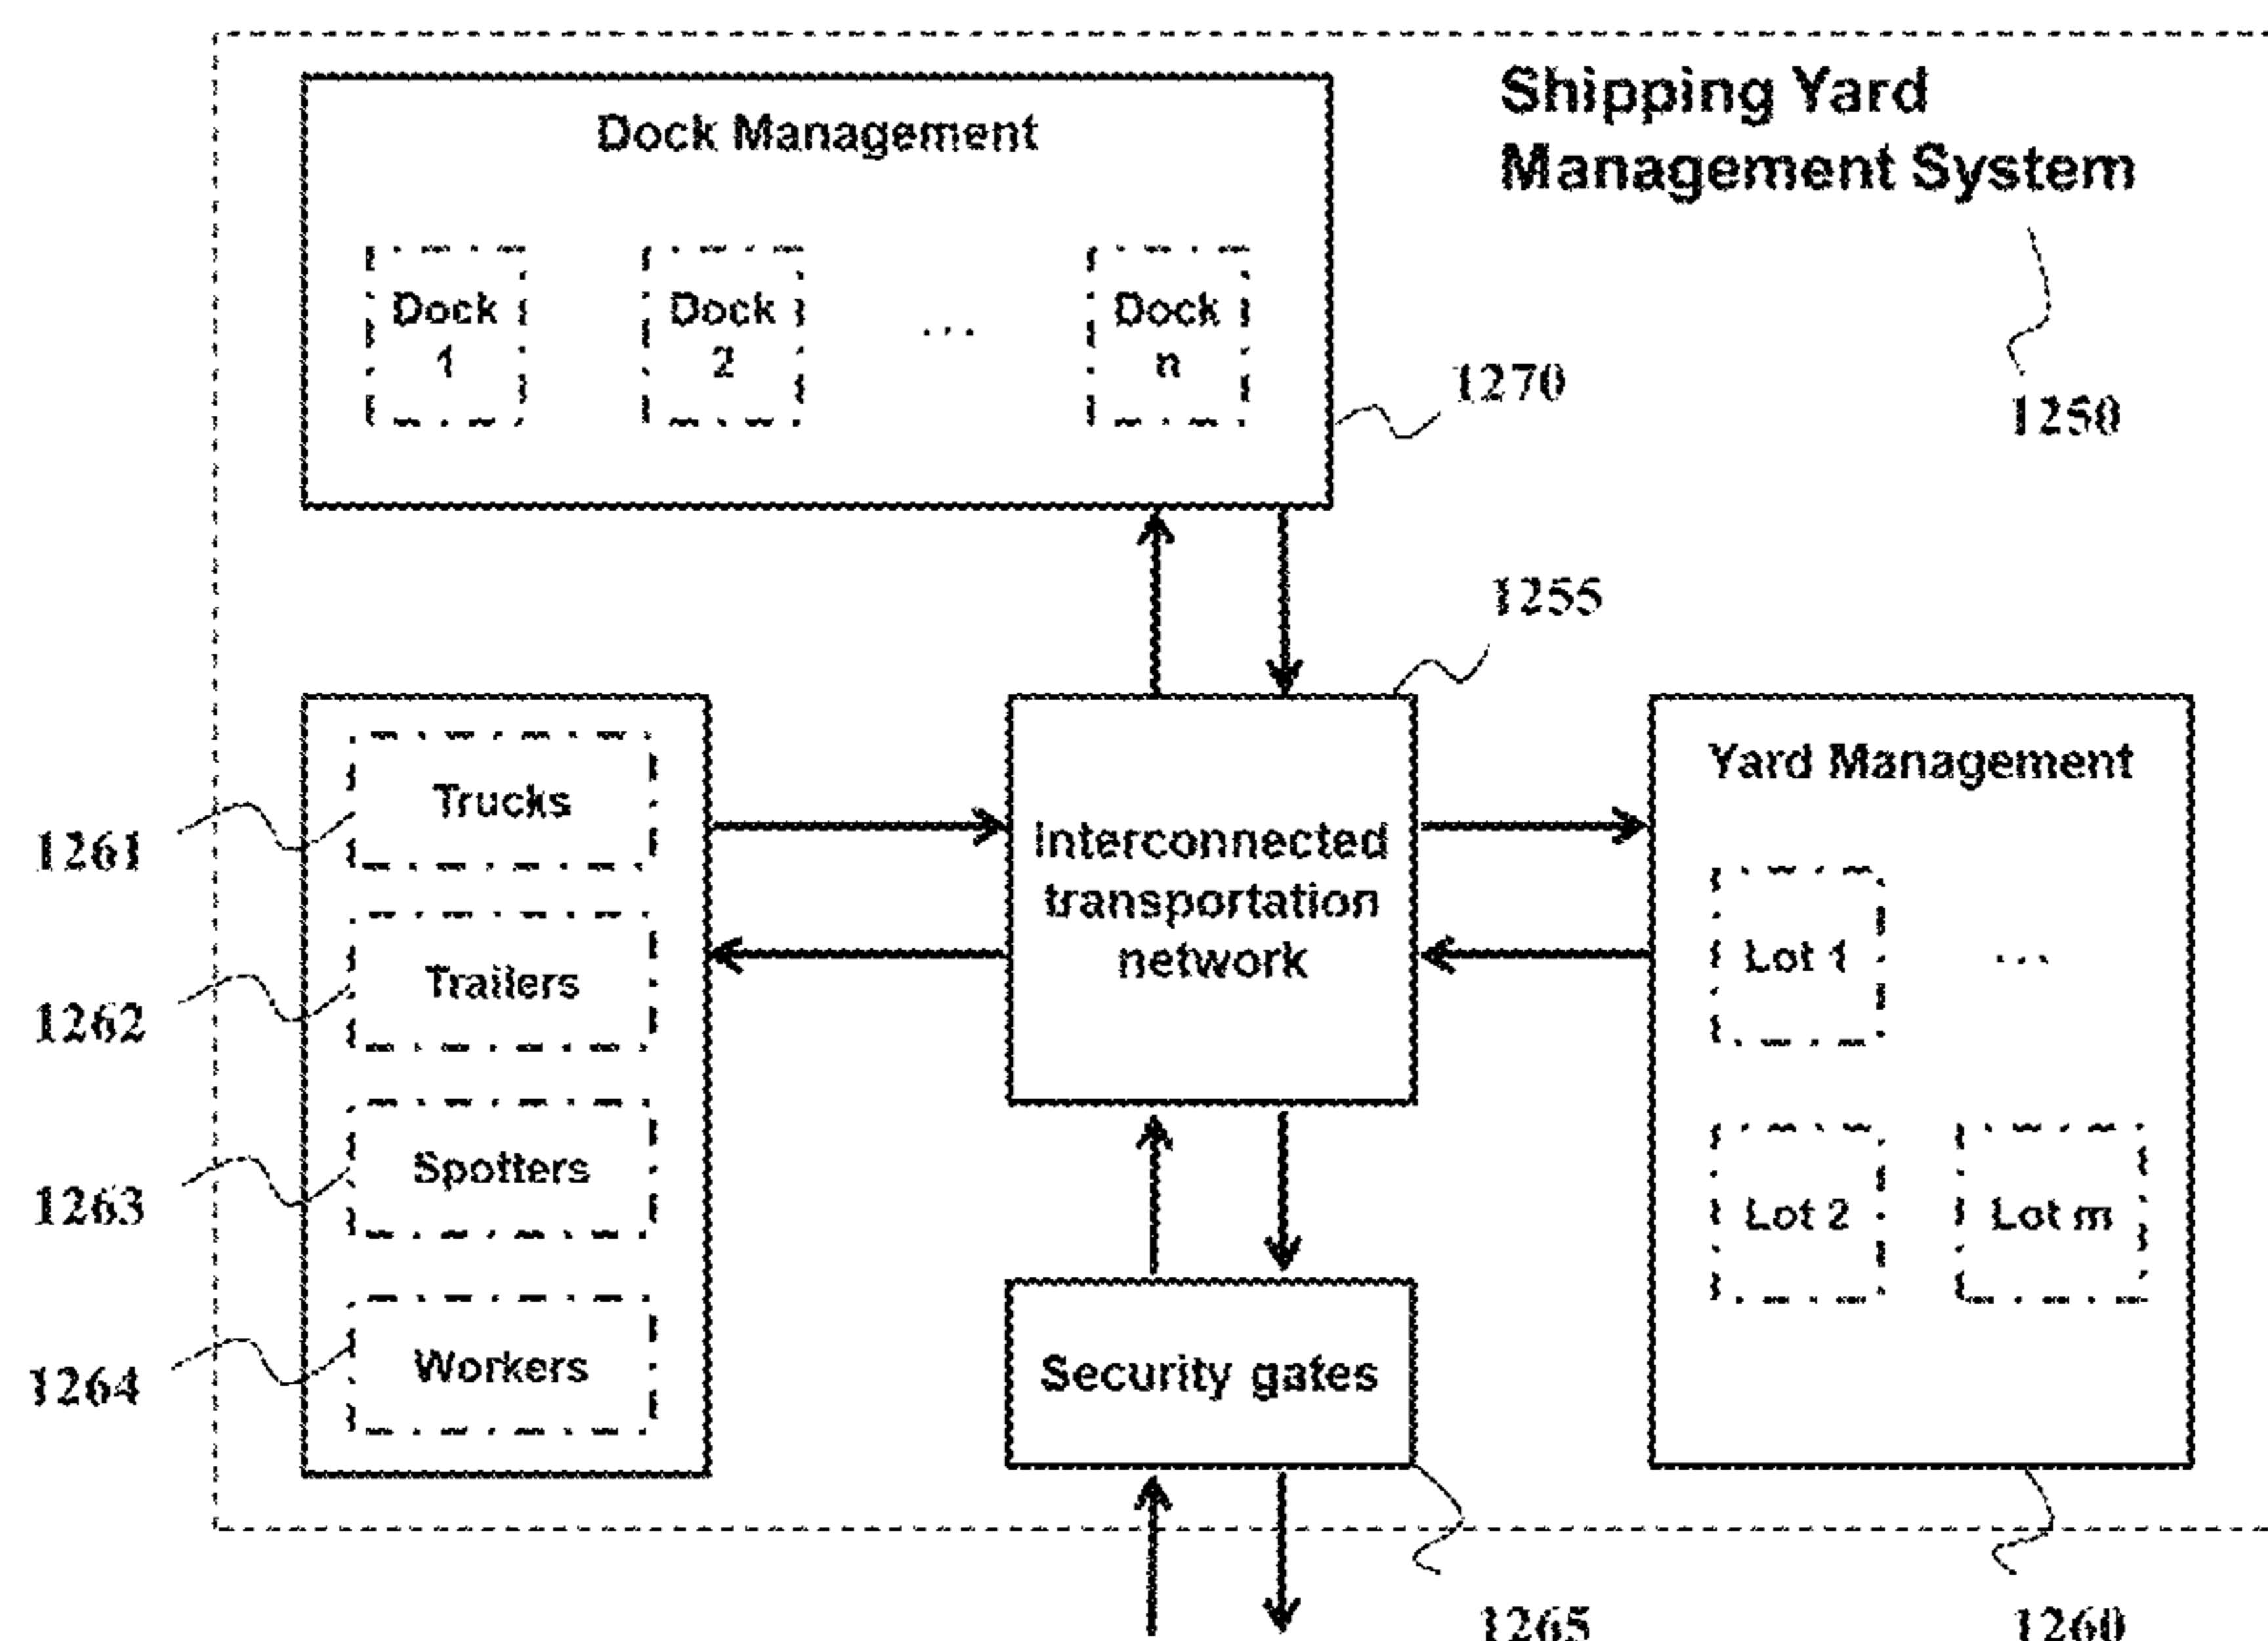 Shipping Yard
Management System
1250
Dock Management
Dock
1
Dock
2
...
Dock
n
1270
1255
Trucks
Trailers
Spotters
Workers
1261
1262
1263
1264
Interconnected
transportation
network
Yard Management
Lot 1
...
Lot 2
Lot m
Security gates
1265
1260